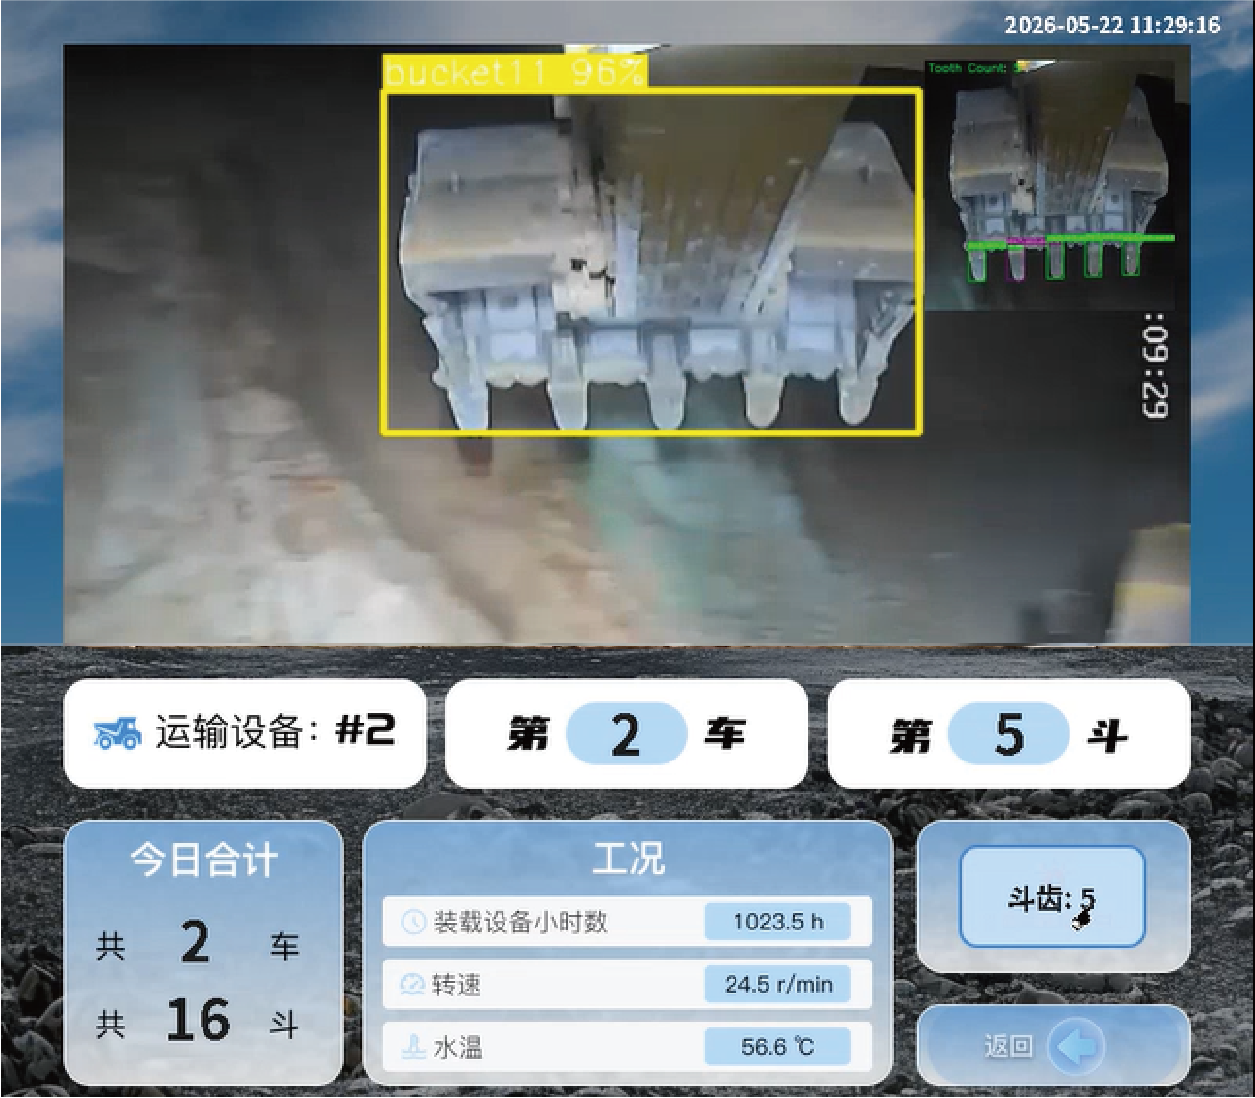 2026-05-22 11:29:16
bucket11 96%
Tooth Count: 5
:09:29
运输设备: #2
第 2 车
第 5 斗
今日合计
共 2 车
共 16 斗
工况
装载设备小时数 1023.5 h
转速 24.5 r/min
水温 56.6 ℃
斗齿: 5
返回